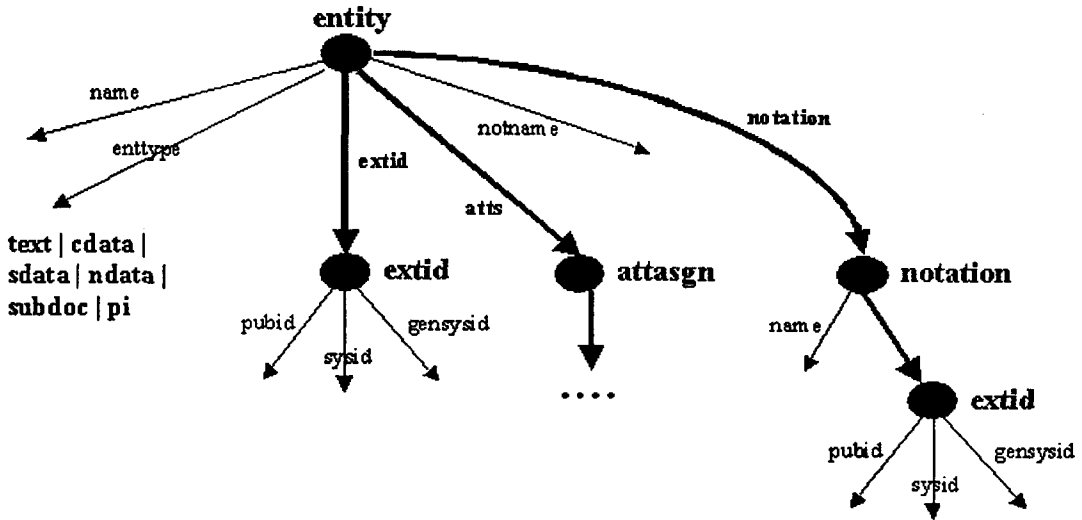 entity
name
enttype
extid
atts
notname
notation
text | cdata |
sdata | ndata |
subdoc | pi
extid
pubid
sysid
gensysid
attasgn
....
notation
name
extid
pubid
sysid
gensysid